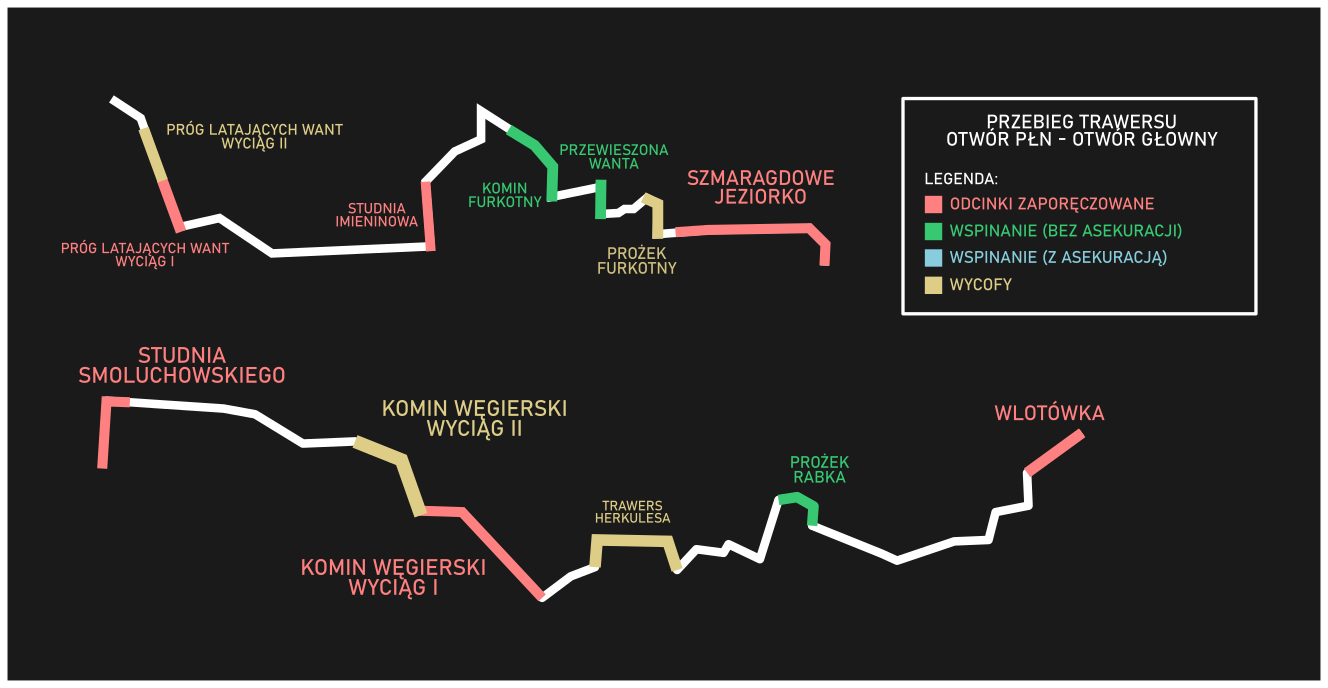 PRÓG LATAJĄCYCH WANT
WYCIĄG II
PRÓG LATAJĄCYCH WANT
WYCIĄG I
STUDNIA
IMIENINOWA
KOMIN
FURKOTNY
PRZEWIESZONA
WANTA
PROŻEK
FURKOTNY
SZMARAGDOWE
JEZIORKO
PRZEBIEG TRAWERSU
OTWÓR PŁN - OTWÓR GŁOWNY
LEGENDA:
ODCINKI ZAPORĘCZOWANE
WSPINANIE (BEZ ASEKURACJI)
WSPINANIE (Z ASEKURACJĄ)
WYCOFY
STUDNIA
SMOLUCHOWSKIEGO
KOMIN WĘGIERSKI
WYCIĄG II
KOMIN WĘGIERSKI
WYCIĄG I
TRAWERS
HERKULESA
PROŻEK
RABKA
WLOTÓWKA